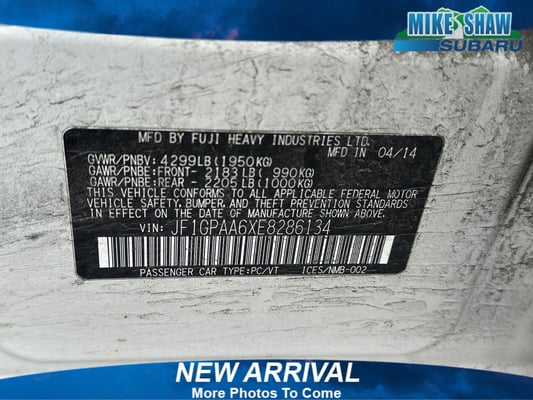 MIKE SHAW
SUBARU
MFD BY FUJI HEAVY INDUSTRIES LTD.
GVWR/PNBV: 4299LB(1950KG) MFD IN 04/14
GAWR/PNBE:FRONT- 2183LB( 990KG)
GAWR/PNBE:REAR - 2205LB(1000KG)
THIS VEHICLE CONFORMS TO ALL APPLICABLE FEDERAL MOTOR
VEHICLE SAFETY, BUMPER, AND THEFT PREVENTION STANDARDS
IN EFFECT ON THE DATE OF MANUFACTURE SHOWN ABOVE.
VIN: JF1GPAA6XE8286134
PASSENGER CAR TYPE:PC/VT ICES/NMB-002
NEW ARRIVAL
More Photos To Come